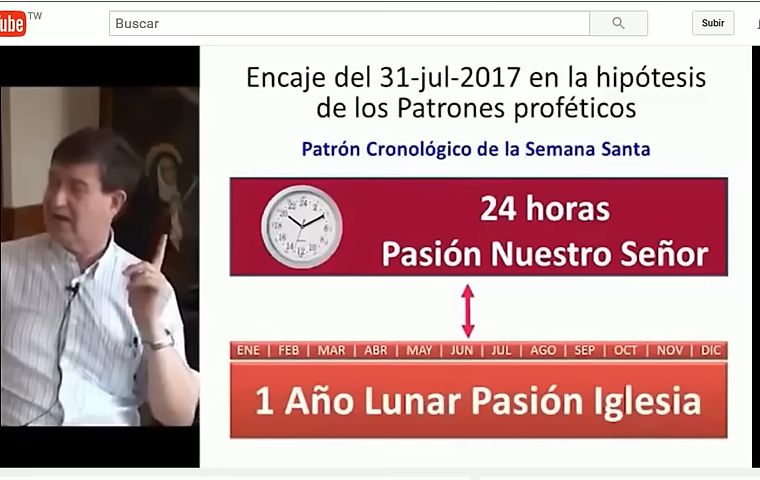 ube TW
Buscar
Subir
Encaje del 31-jul-2017 en la hipótesis
de los Patrones proféticos
Patrón Cronológico de la Semana Santa
24 horas
Pasión Nuestro Señor
ENE | FEB | MAR | ABR | MAY | JUN | JUL | AGO | SEP | OCT | NOV | DIC
1 Año Lunar Pasión Iglesia